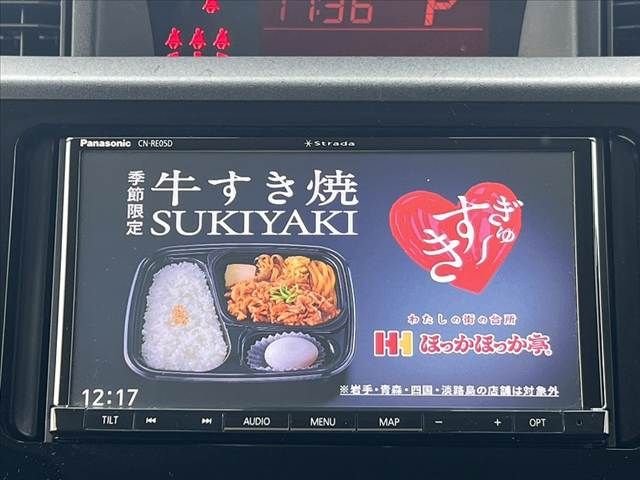 11:36 P
Panasonic CN-RE05D Strada
季節限定
牛すき焼
SUKIYAKI
ぎゅ〜
すき
わたしの街の台所
ほっかほっか亭
12:17
※岩手・青森・四国・淡路島の店舗は対象外
TILT AUDIO MENU MAP − + OPT